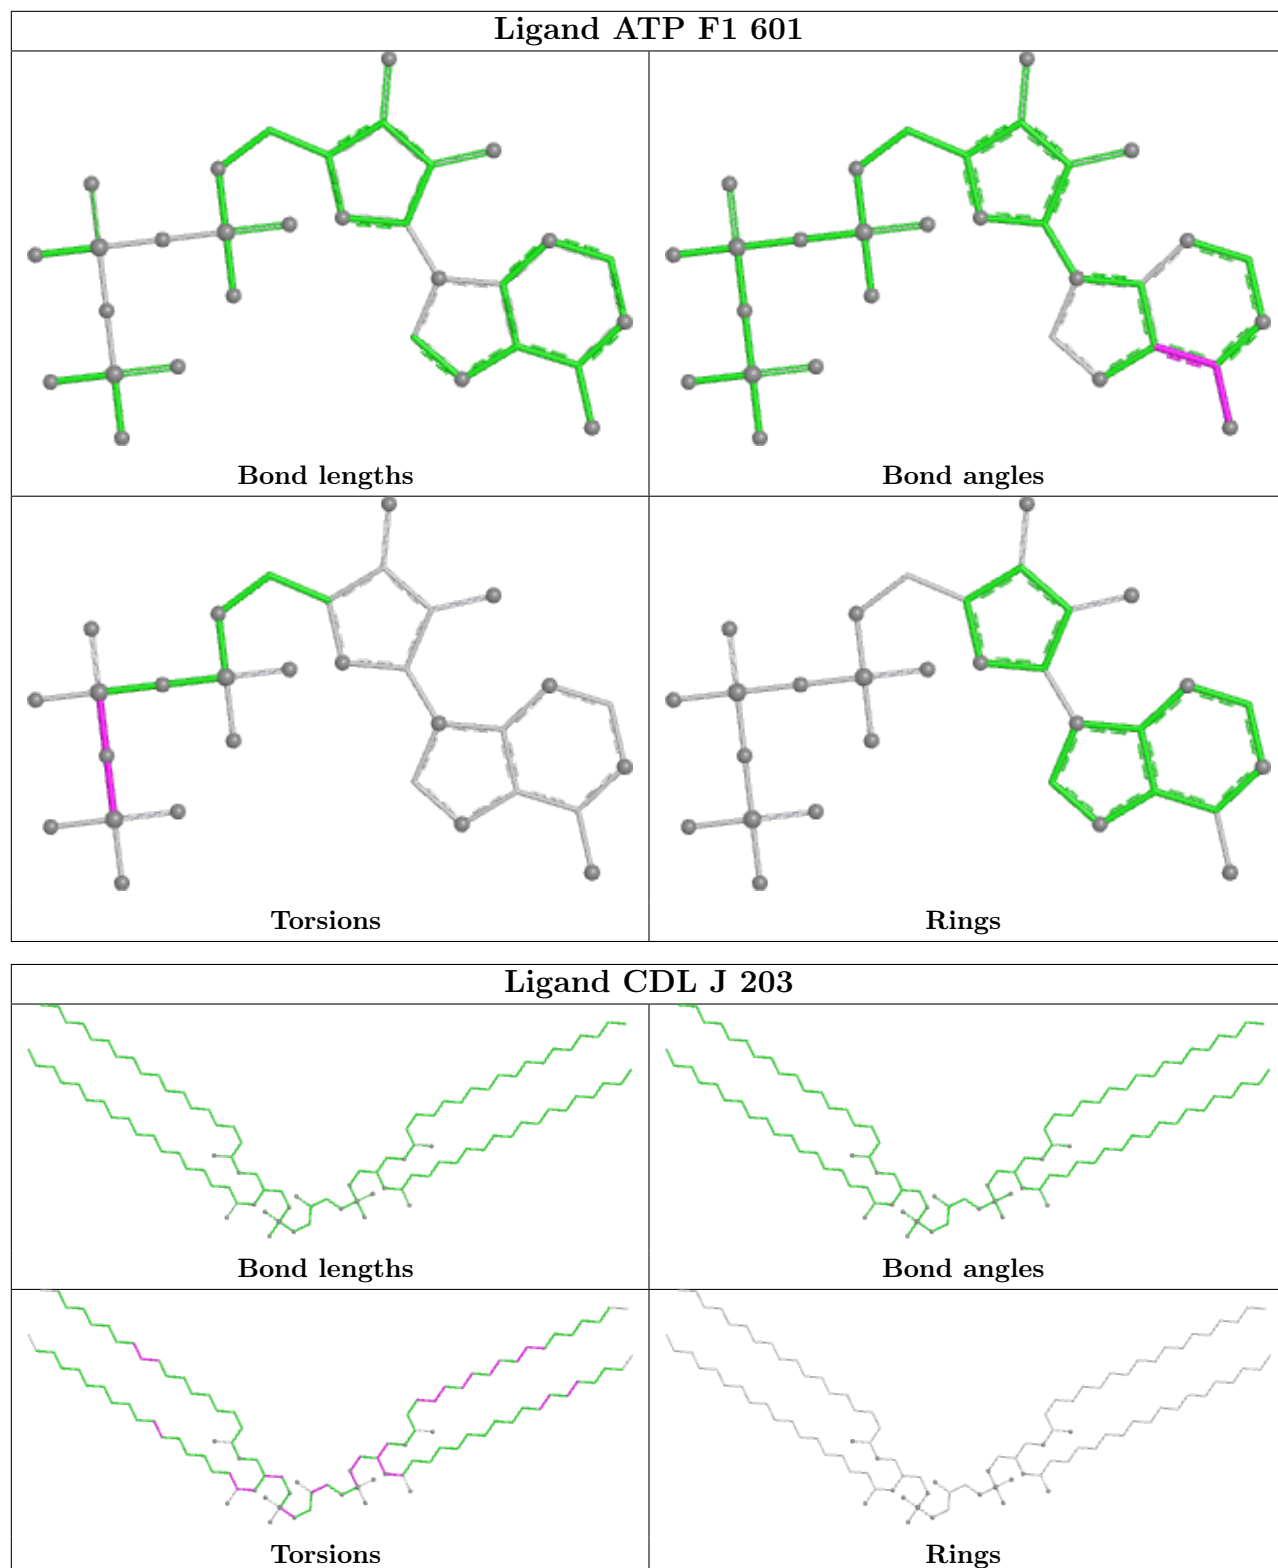 Ligand ATP F1 601
Bond lengths
Bond angles
Torsions
Rings
Ligand CDL J 203
Bond lengths
Bond angles
Torsions
Rings